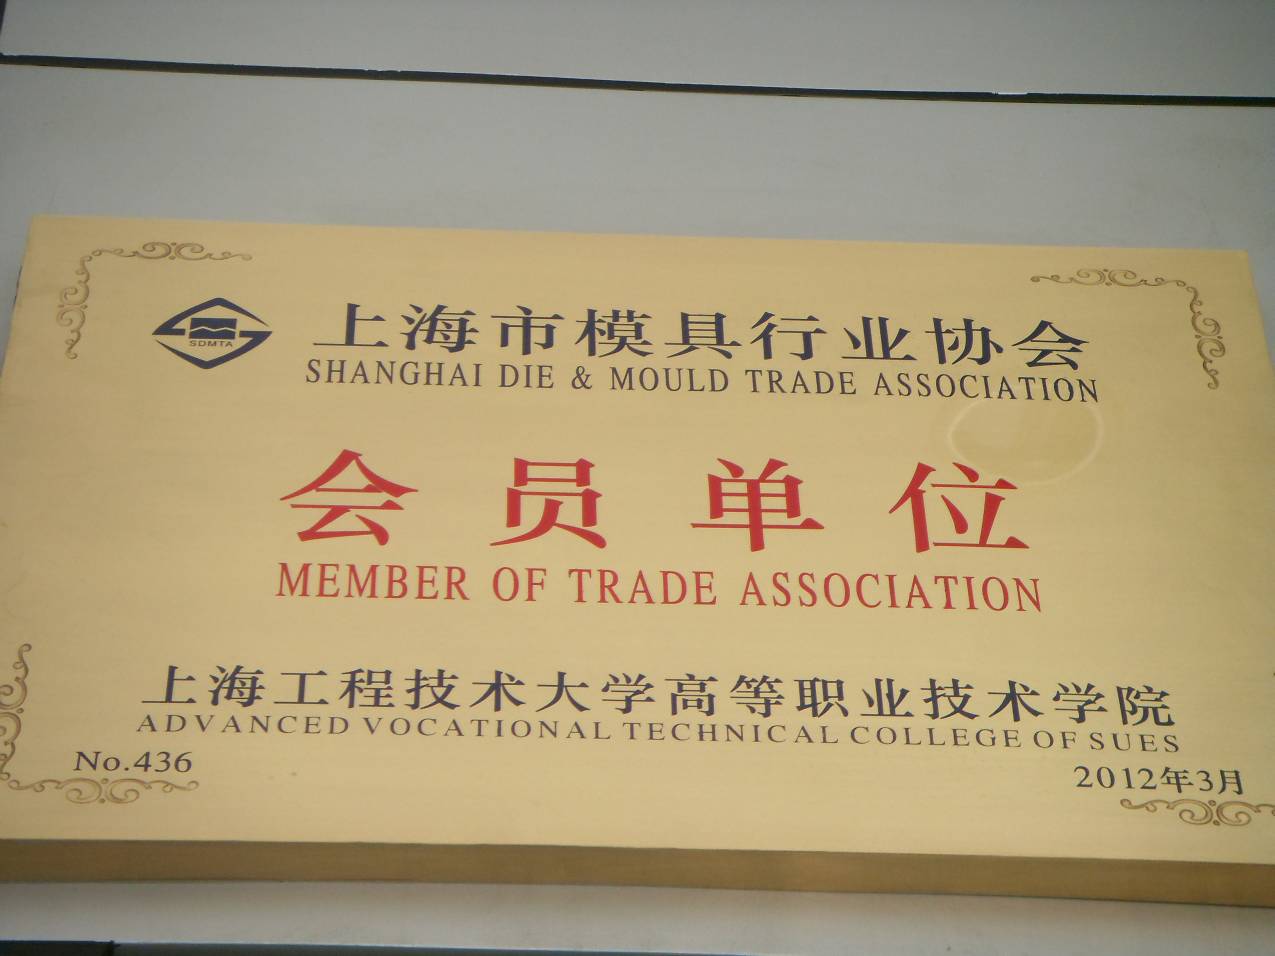 SDMTA
上海市模具行业协会
SHANGHAI DIE & MOULD TRADE ASSOCIATION
会员单位
MEMBER OF TRADE ASSOCIATION
上海工程技术大学高等职业技术学院
ADVANCED VOCATIONAL TECHNICAL COLLEGE OF SUES
No.436
2012年3月